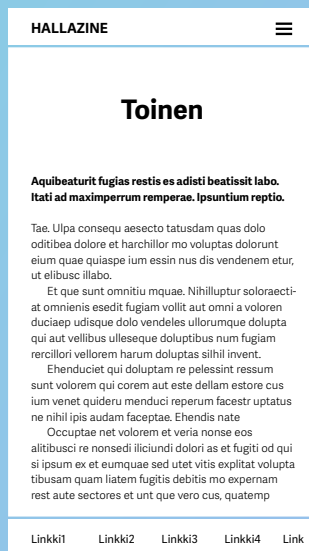 HALLAZINE
Toinen
Aquibeaturit fugias restis es adisti beatissit labo.
Itati ad maximperrum remperae. Ipsuntium reptio.
Tae. Ulpa consequ aesecto tatusdam quas dolo
oditibea dolore et harchillor mo voluptas dolorunt
eium quae quiaspe ium essin nus dis vendenem etur,
ut elibusc illabo.
Et que sunt omnitiu mquae. Nihilluptur soloraecti-
at omnienis esedit fugiam vollit aut omni a voloren
duciaep udisque dolo vendeles ullorumque dolupta
qui aut vellibus ulleseque doluptibus num fugiam
rercillori vellorem harum doluptas silhil invent.
Ehenduciet qui doluptam re pelessint ressum
sunt volorem qui corem aut este dellam estore cus
ium venet quideru menduci reperum facestr uptatus
ne nihil ipis audam faceptae. Ehendis nate
Occuptae net volorem et veria nonse eos
alitibusci re nonsedi iliciundi dolori as et fugiti od qui
si ipsum ex et eumquae sed utet vitis explitat volupta
tibusam quam liatem fugitis debitis mo expernam
rest aute sectores et unt que vero cus, quatemp
Linkki1 Linkki2 Linkki3 Linkki4 Link